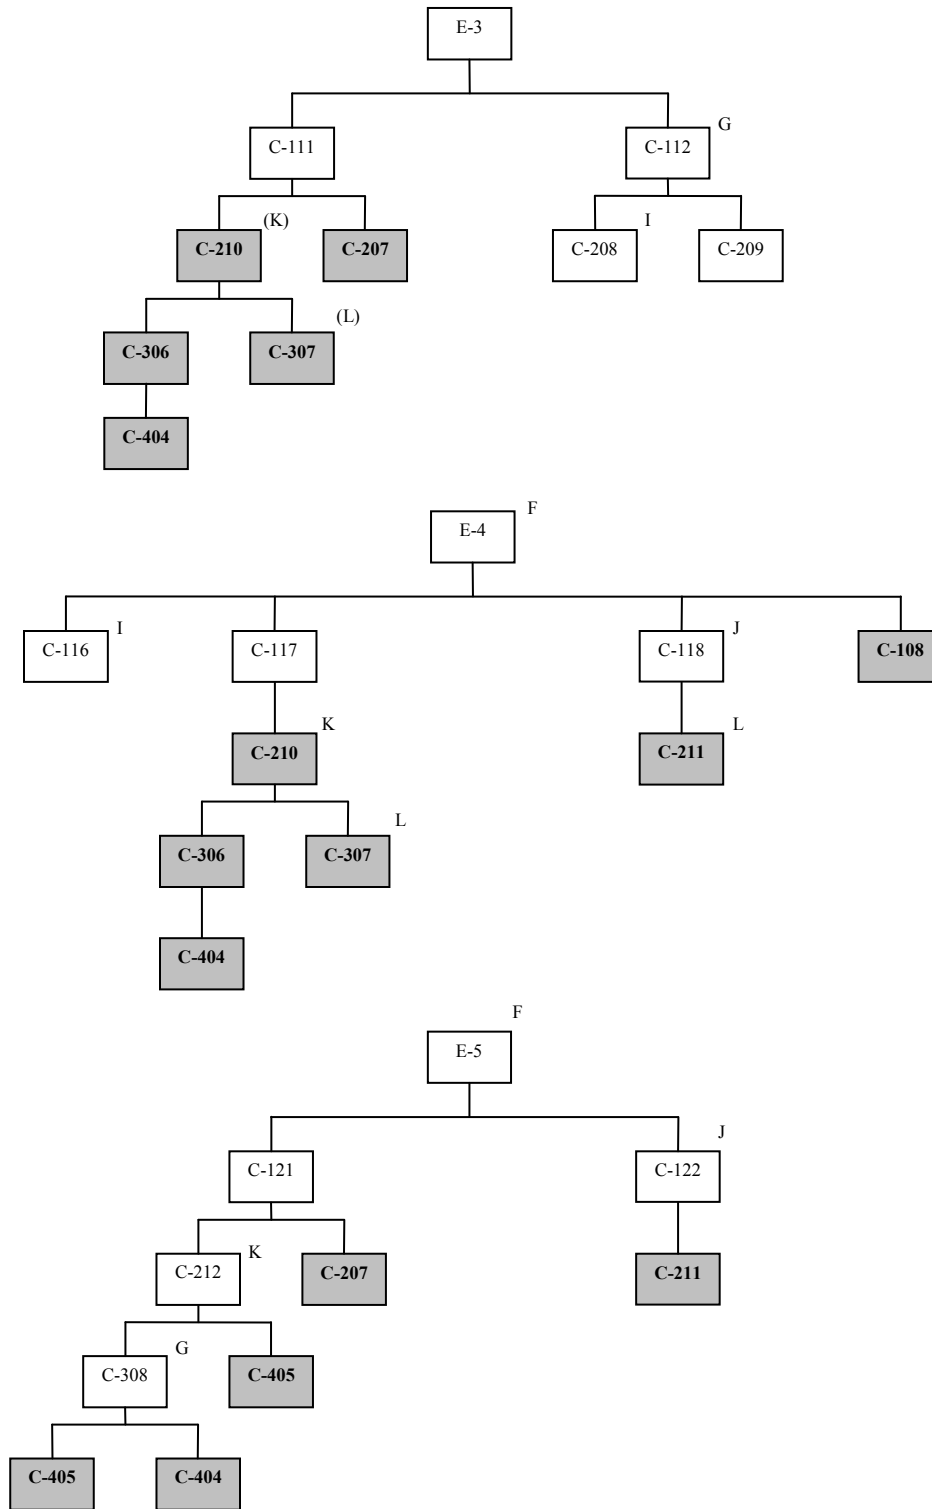 E-3
G
C-111
C-112
(K)
I
C-210
C-207
C-208
C-209
(L)
C-306
C-307
C-404
F
E-4
I
J
C-116
C-117
C-118
C-108
K
L
C-210
C-211
L
C-306
C-307
C-404
F
E-5
J
C-121
C-122
K
C-212
C-207
C-211
G
C-308
C-405
C-405
C-404